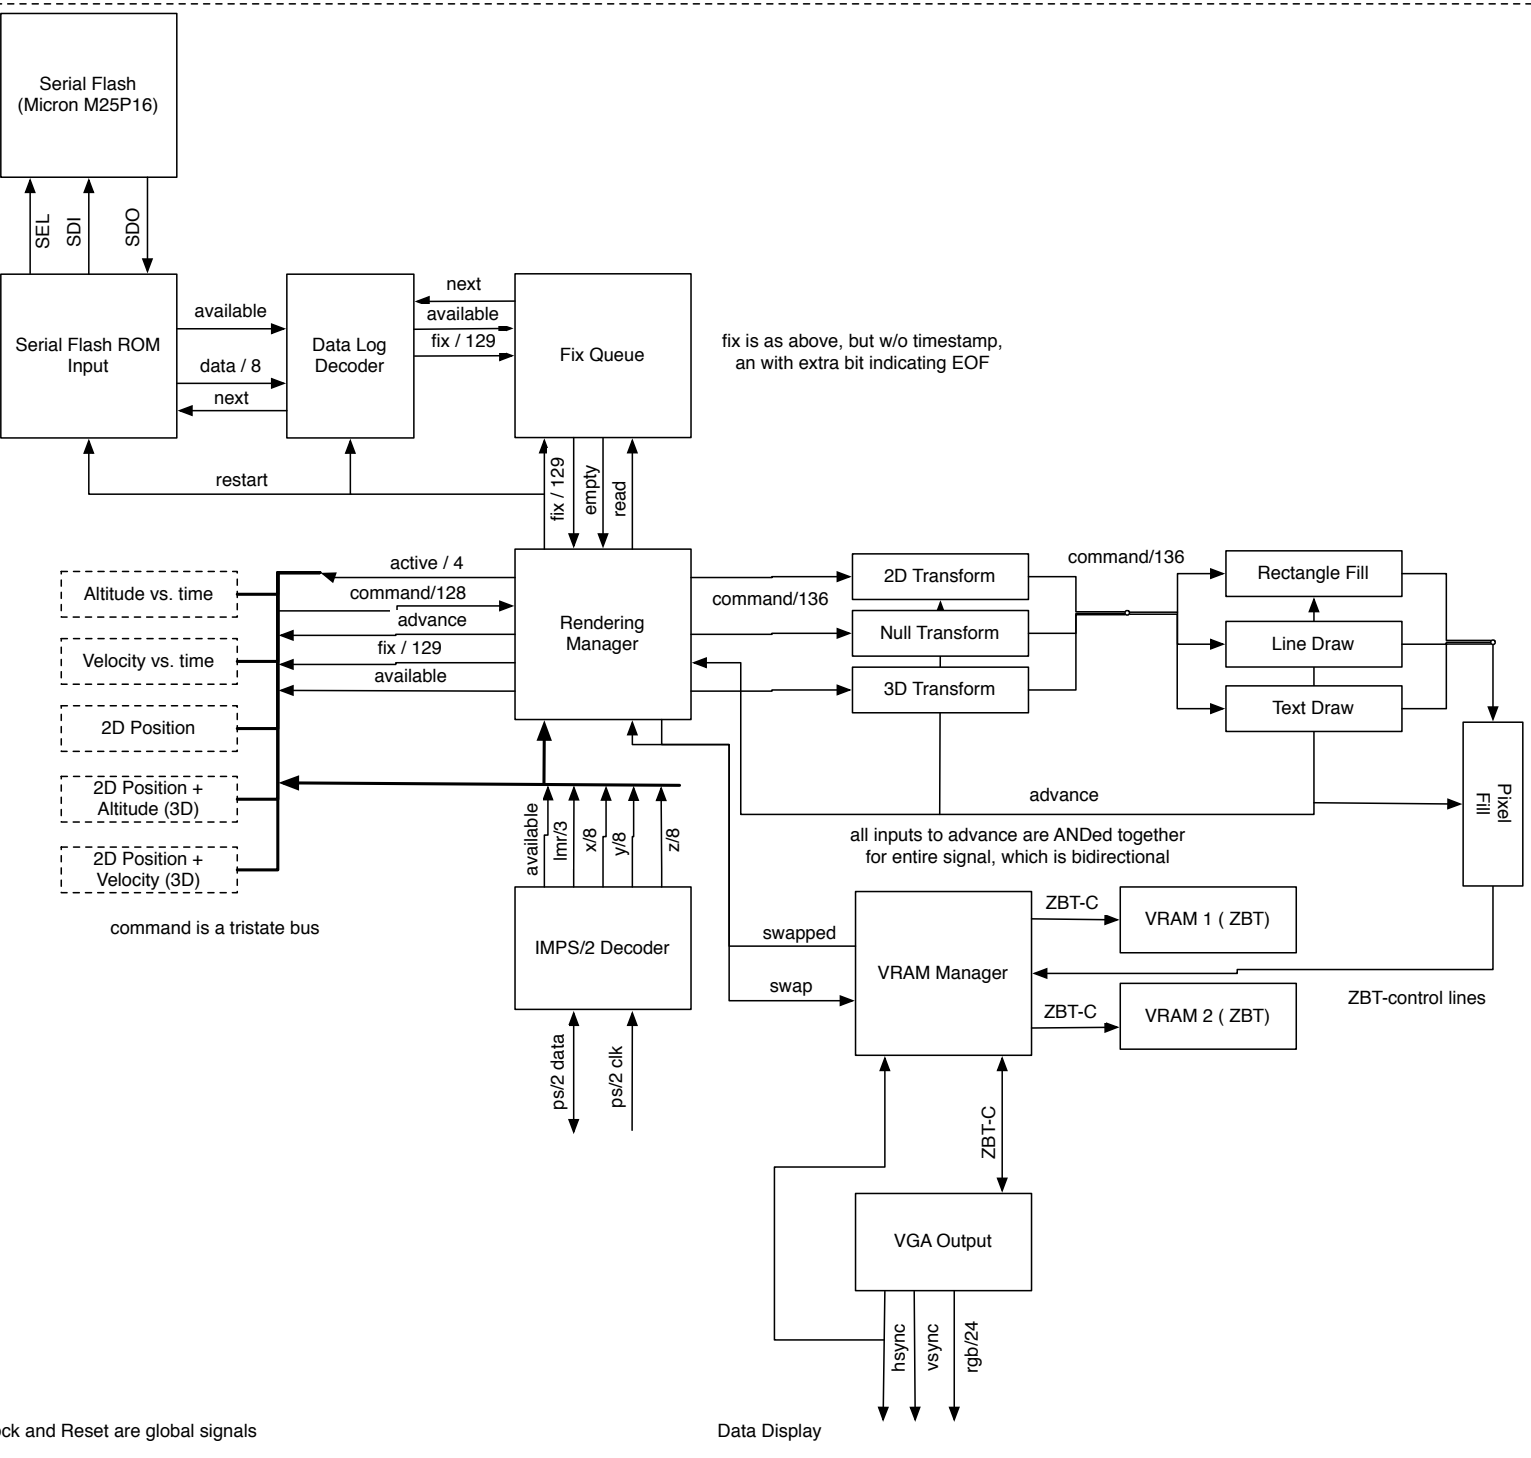 Serial Flash
(Micron M25P16)
SEL
SDI
SDO
Serial Flash ROM
Input
available
data / 8
next
Data Log
Decoder
next
available
fix / 129
Fix Queue
fix is as above, but w/o timestamp,
an with extra bit indicating EOF
restart
fix / 129
empty
read
Altitude vs. time
Velocity vs. time
2D Position
2D Position +
Altitude (3D)
2D Position +
Velocity (3D)
command is a tristate bus
active / 4
command/128
advance
fix / 129
available
Rendering
Manager
command/136
2D Transform
Null Transform
3D Transform
command/136
Rectangle Fill
Line Draw
Text Draw
Pixel
Fill
advance
all inputs to advance are ANDed together
for entire signal, which is bidirectional
available
lmr/3
x/8
y/8
z/8
IMPS/2 Decoder
ps/2 data
ps/2 clk
swapped
swap
VRAM Manager
ZBT-C
VRAM 1 ( ZBT)
ZBT-C
VRAM 2 ( ZBT)
ZBT-control lines
ZBT-C
VGA Output
hsync
vsync
rgb/24
and Reset are global signals
Data Display